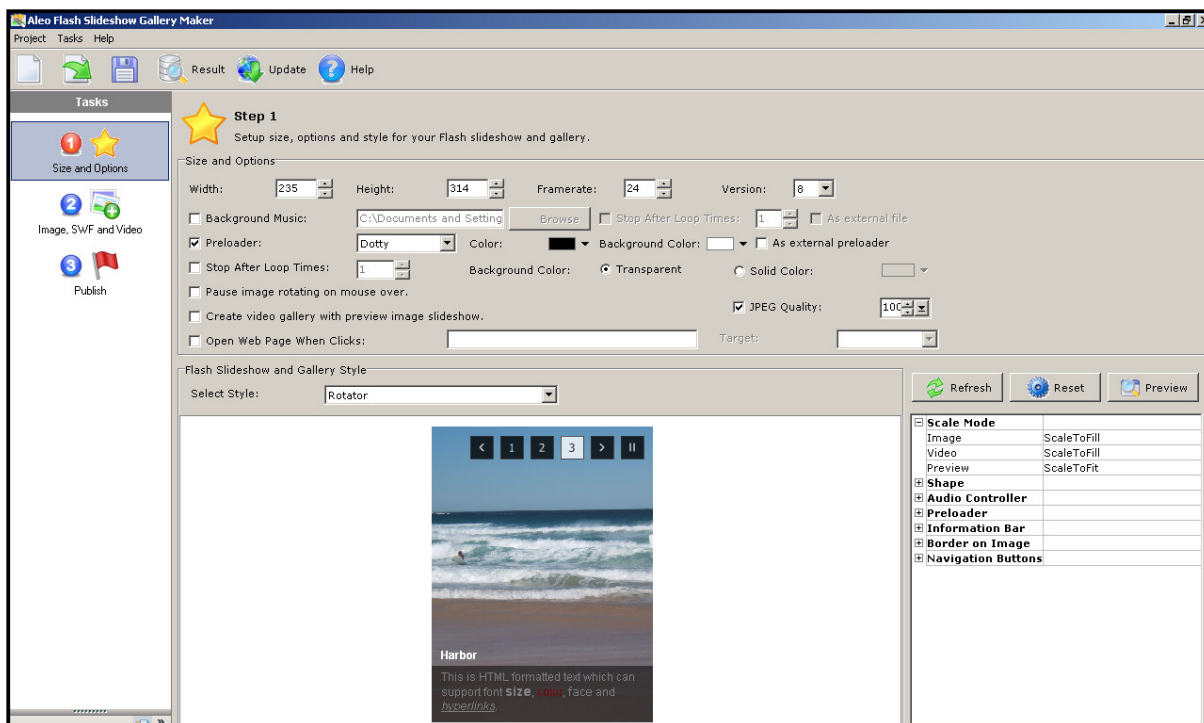 Aleo Flash Slideshow Gallery Maker
Project Tasks Help
Result Update Help
Tasks
1
Size and Options
2
Image, SWF and Video
3
Publish
Step 1
Setup size, options and style for your Flash slideshow and gallery.
Size and Options
Width: 235 Height: 314 Framerate: 24 Version: 8
Background Music: C:\Documents and Setting Browse Stop After Loop Times: 1 As external file
Preloader: Dotty Color: Background Color: As external preloader
Stop After Loop Times: 1 Background Color: Transparent Solid Color:
Pause image rotating on mouse over.
JPEG Quality: 100
Create video gallery with preview image slideshow.
Open Web Page When Clicks: Target:
Flash Slideshow and Gallery Style
Select Style: Rotator
< 1 2 3 > II
Harbor
This is HTML formatted text which can
support font size, color, face and
hyperlinks.
Refresh Reset Preview
Scale Mode
Image ScaleToFill
Video ScaleToFill
Preview ScaleToFit
Shape
Audio Controller
Preloader
Information Bar
Border on Image
Navigation Buttons